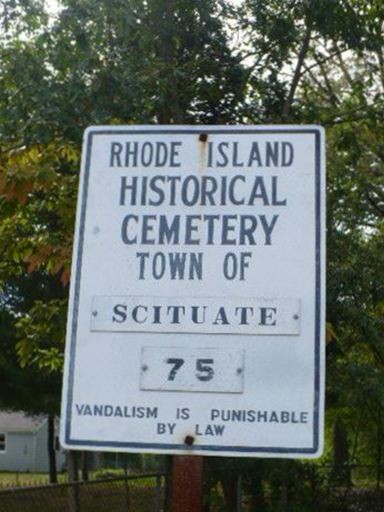 RHODE ISLAND
HISTORICAL
CEMETERY
TOWN OF
SCITUATE
75
VANDALISM IS PUNISHABLE
BY LAW